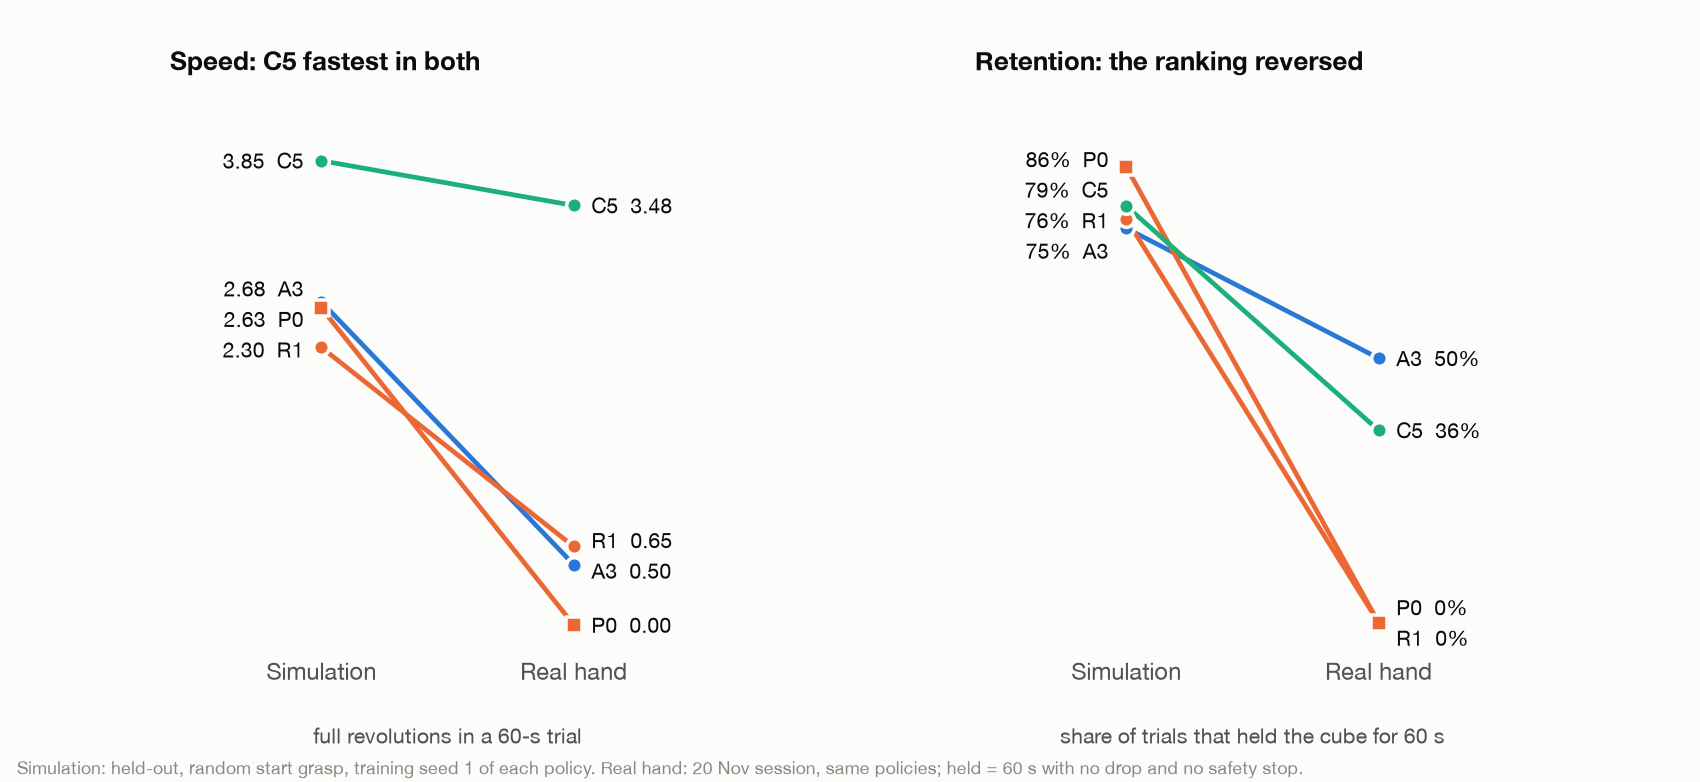 Speed: C5 fastest in both
3.85 C5
C5 3.48
2.68 A3
2.63 P0
2.30 R1
R1 0.65
A3 0.50
P0 0.00
Simulation
Real hand
full revolutions in a 60-s trial
Retention: the ranking reversed
86% P0
79% C5
76% R1
75% A3
A3 50%
C5 36%
P0 0%
R1 0%
Simulation
Real hand
share of trials that held the cube for 60 s
Simulation: held-out, random start grasp, training seed 1 of each policy. Real hand: 20 Nov session, same policies; held = 60 s with no drop and no safety stop.